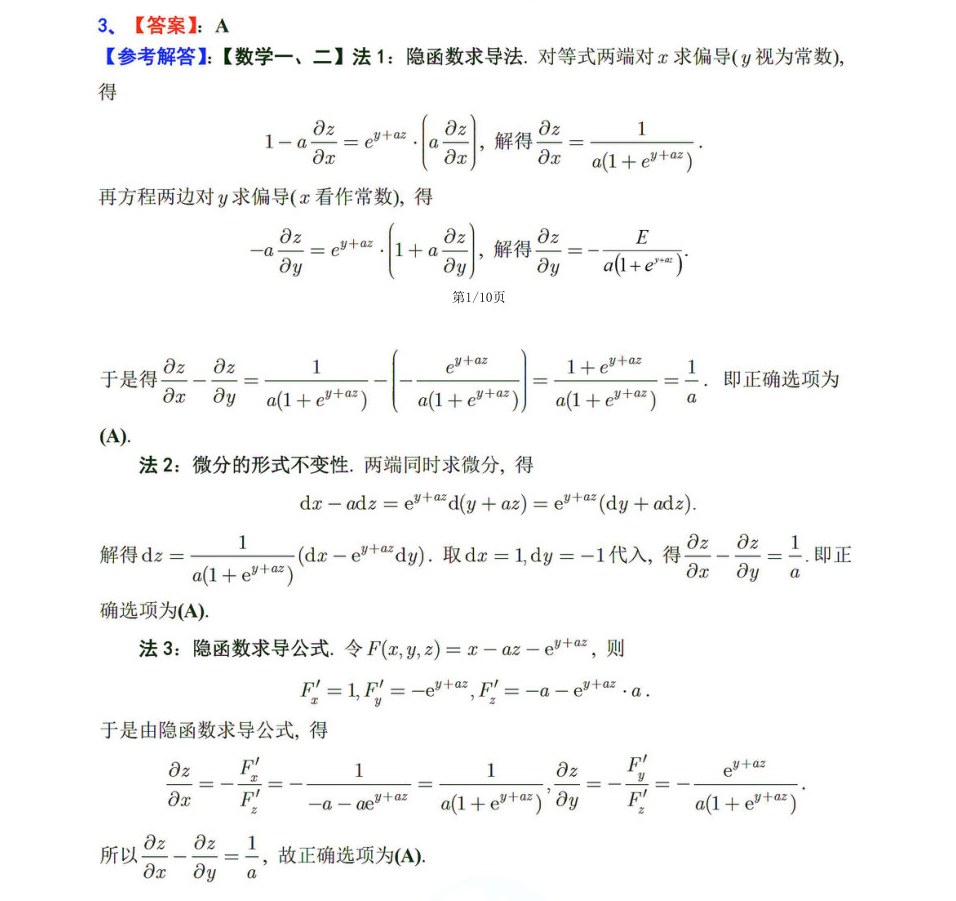 3、【答案】：A
【参考解答】：【数学一、二】法 1：隐函数求导法. 对等式两端对 x 求偏导( y 视为常数),
得
1 − a ∂z/∂x = e^{y+az} · (a ∂z/∂x), 解得 ∂z/∂x = 1/(a(1 + e^{y+az})).
再方程两边对 y 求偏导( x 看作常数), 得
−a ∂z/∂y = e^{y+az} · (1 + a ∂z/∂y), 解得 ∂z/∂y = − E/(a(1 + e^{y+az})).
第1/10页
于是得 ∂z/∂x − ∂z/∂y = 1/(a(1 + e^{y+az})) − (− e^{y+az}/(a(1 + e^{y+az}))) = (1 + e^{y+az})/(a(1 + e^{y+az})) = 1/a . 即正确选项为
(A).
法 2：微分的形式不变性. 两端同时求微分, 得
dx − adz = e^{y+az}d(y + az) = e^{y+az}(dy + adz).
解得 dz = 1/(a(1 + e^{y+az})) (dx − e^{y+az}dy). 取 dx = 1, dy = −1 代入, 得 ∂z/∂x − ∂z/∂y = 1/a . 即正
确选项为(A).
法 3：隐函数求导公式. 令 F(x, y, z) = x − az − e^{y+az}, 则
F′_x = 1, F′_y = −e^{y+az}, F′_z = −a − e^{y+az} · a .
于是由隐函数求导公式, 得
∂z/∂x = − F′_x/F′_z = − 1/(−a − ae^{y+az}) = 1/(a(1 + e^{y+az})), ∂z/∂y = − F′_y/F′_z = − e^{y+az}/(a(1 + e^{y+az})).
所以 ∂z/∂x − ∂z/∂y = 1/a , 故正确选项为(A).